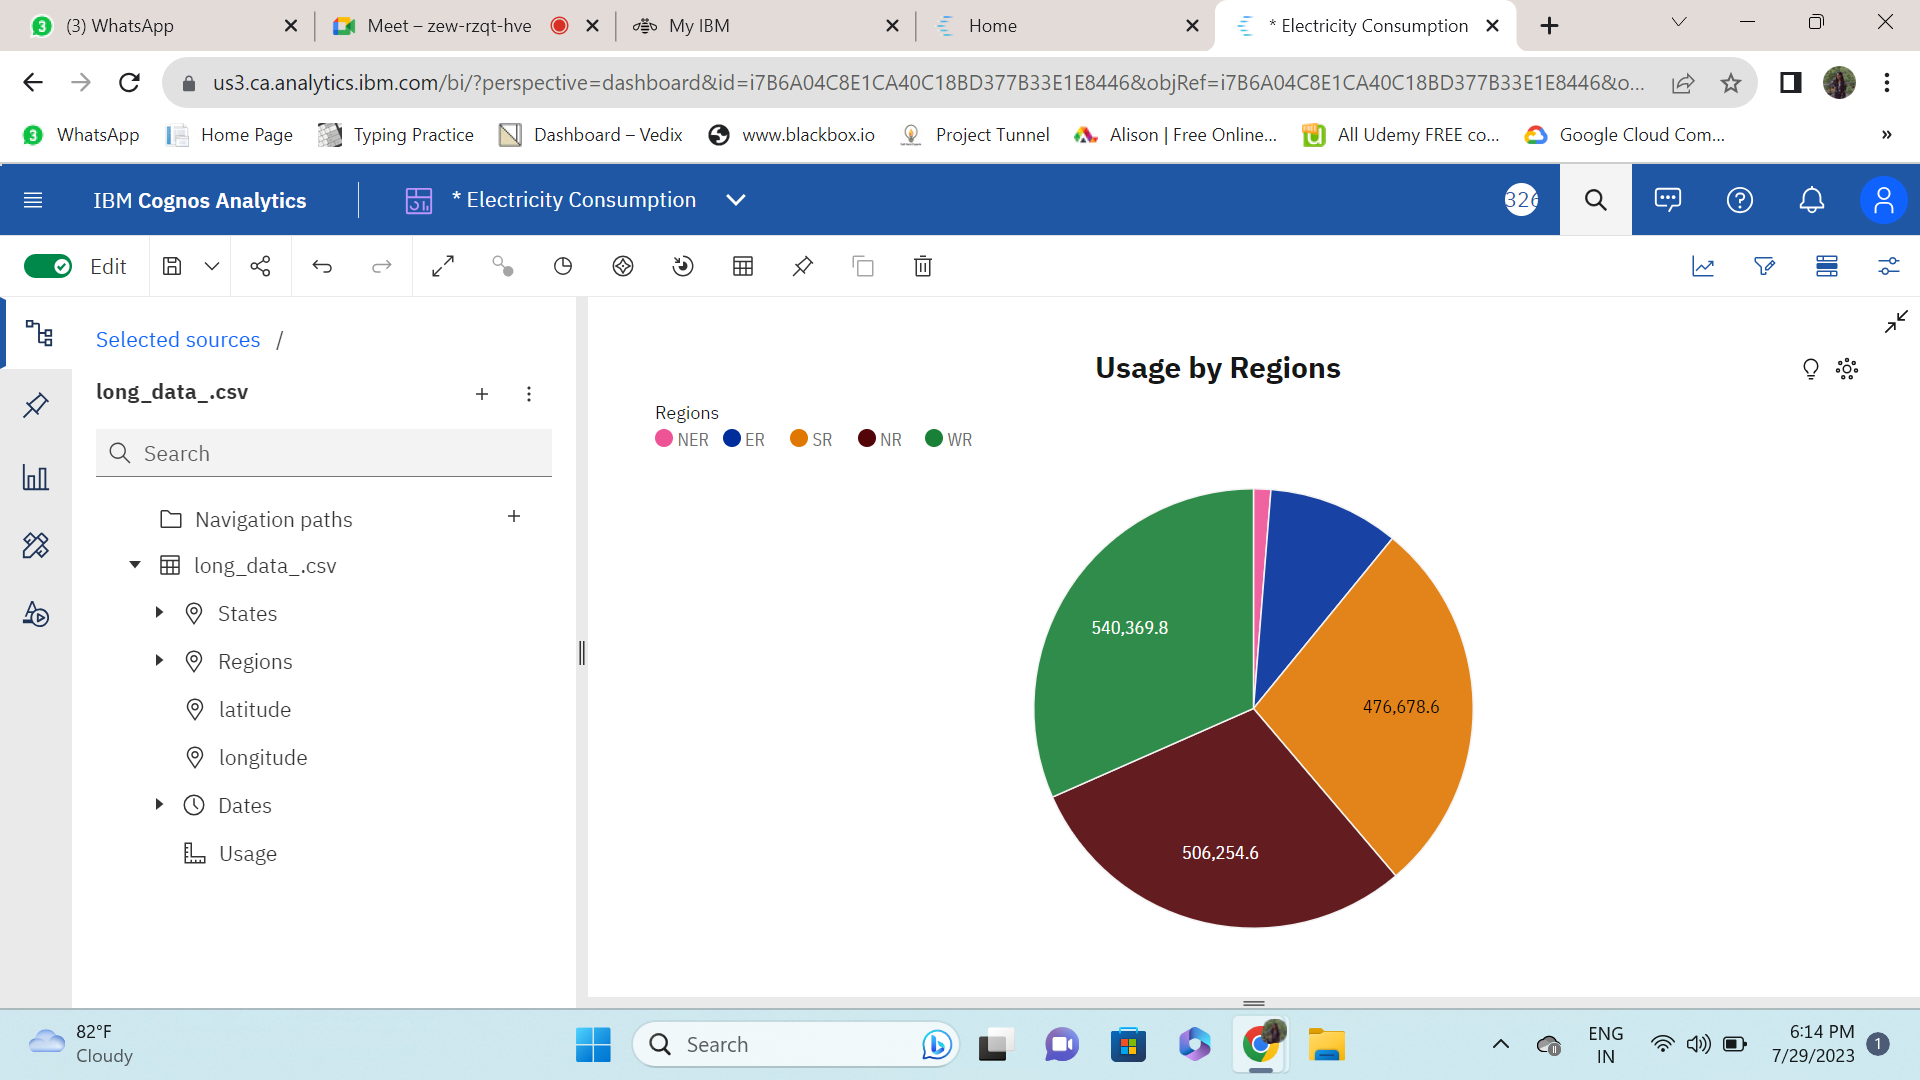 3 (3) WhatsApp
Meet – zew-rzqt-hve
My IBM
Home
* Electricity Consumption
us3.ca.analytics.ibm.com/bi/?perspective=dashboard&id=i7B6A04C8E1CA40C18BD377B33E1E8446&objRef=i7B6A04C8E1CA40C18BD377B33E1E8446&o...
3 WhatsApp
Home Page
Typing Practice
Dashboard – Vedix
www.blackbox.io
Project Tunnel
Alison | Free Online...
All Udemy FREE co...
Google Cloud Com...
»
IBM Cognos Analytics
* Electricity Consumption
326
Edit
Selected sources /
long_data_.csv
Search
Navigation paths
long_data_.csv
States
Regions
latitude
longitude
Dates
Usage
Usage by Regions
Regions
NER ER SR NR WR
540,369.8
476,678.6
506,254.6
82°F
Cloudy
Search
ENG
IN
6:14 PM
7/29/2023
1